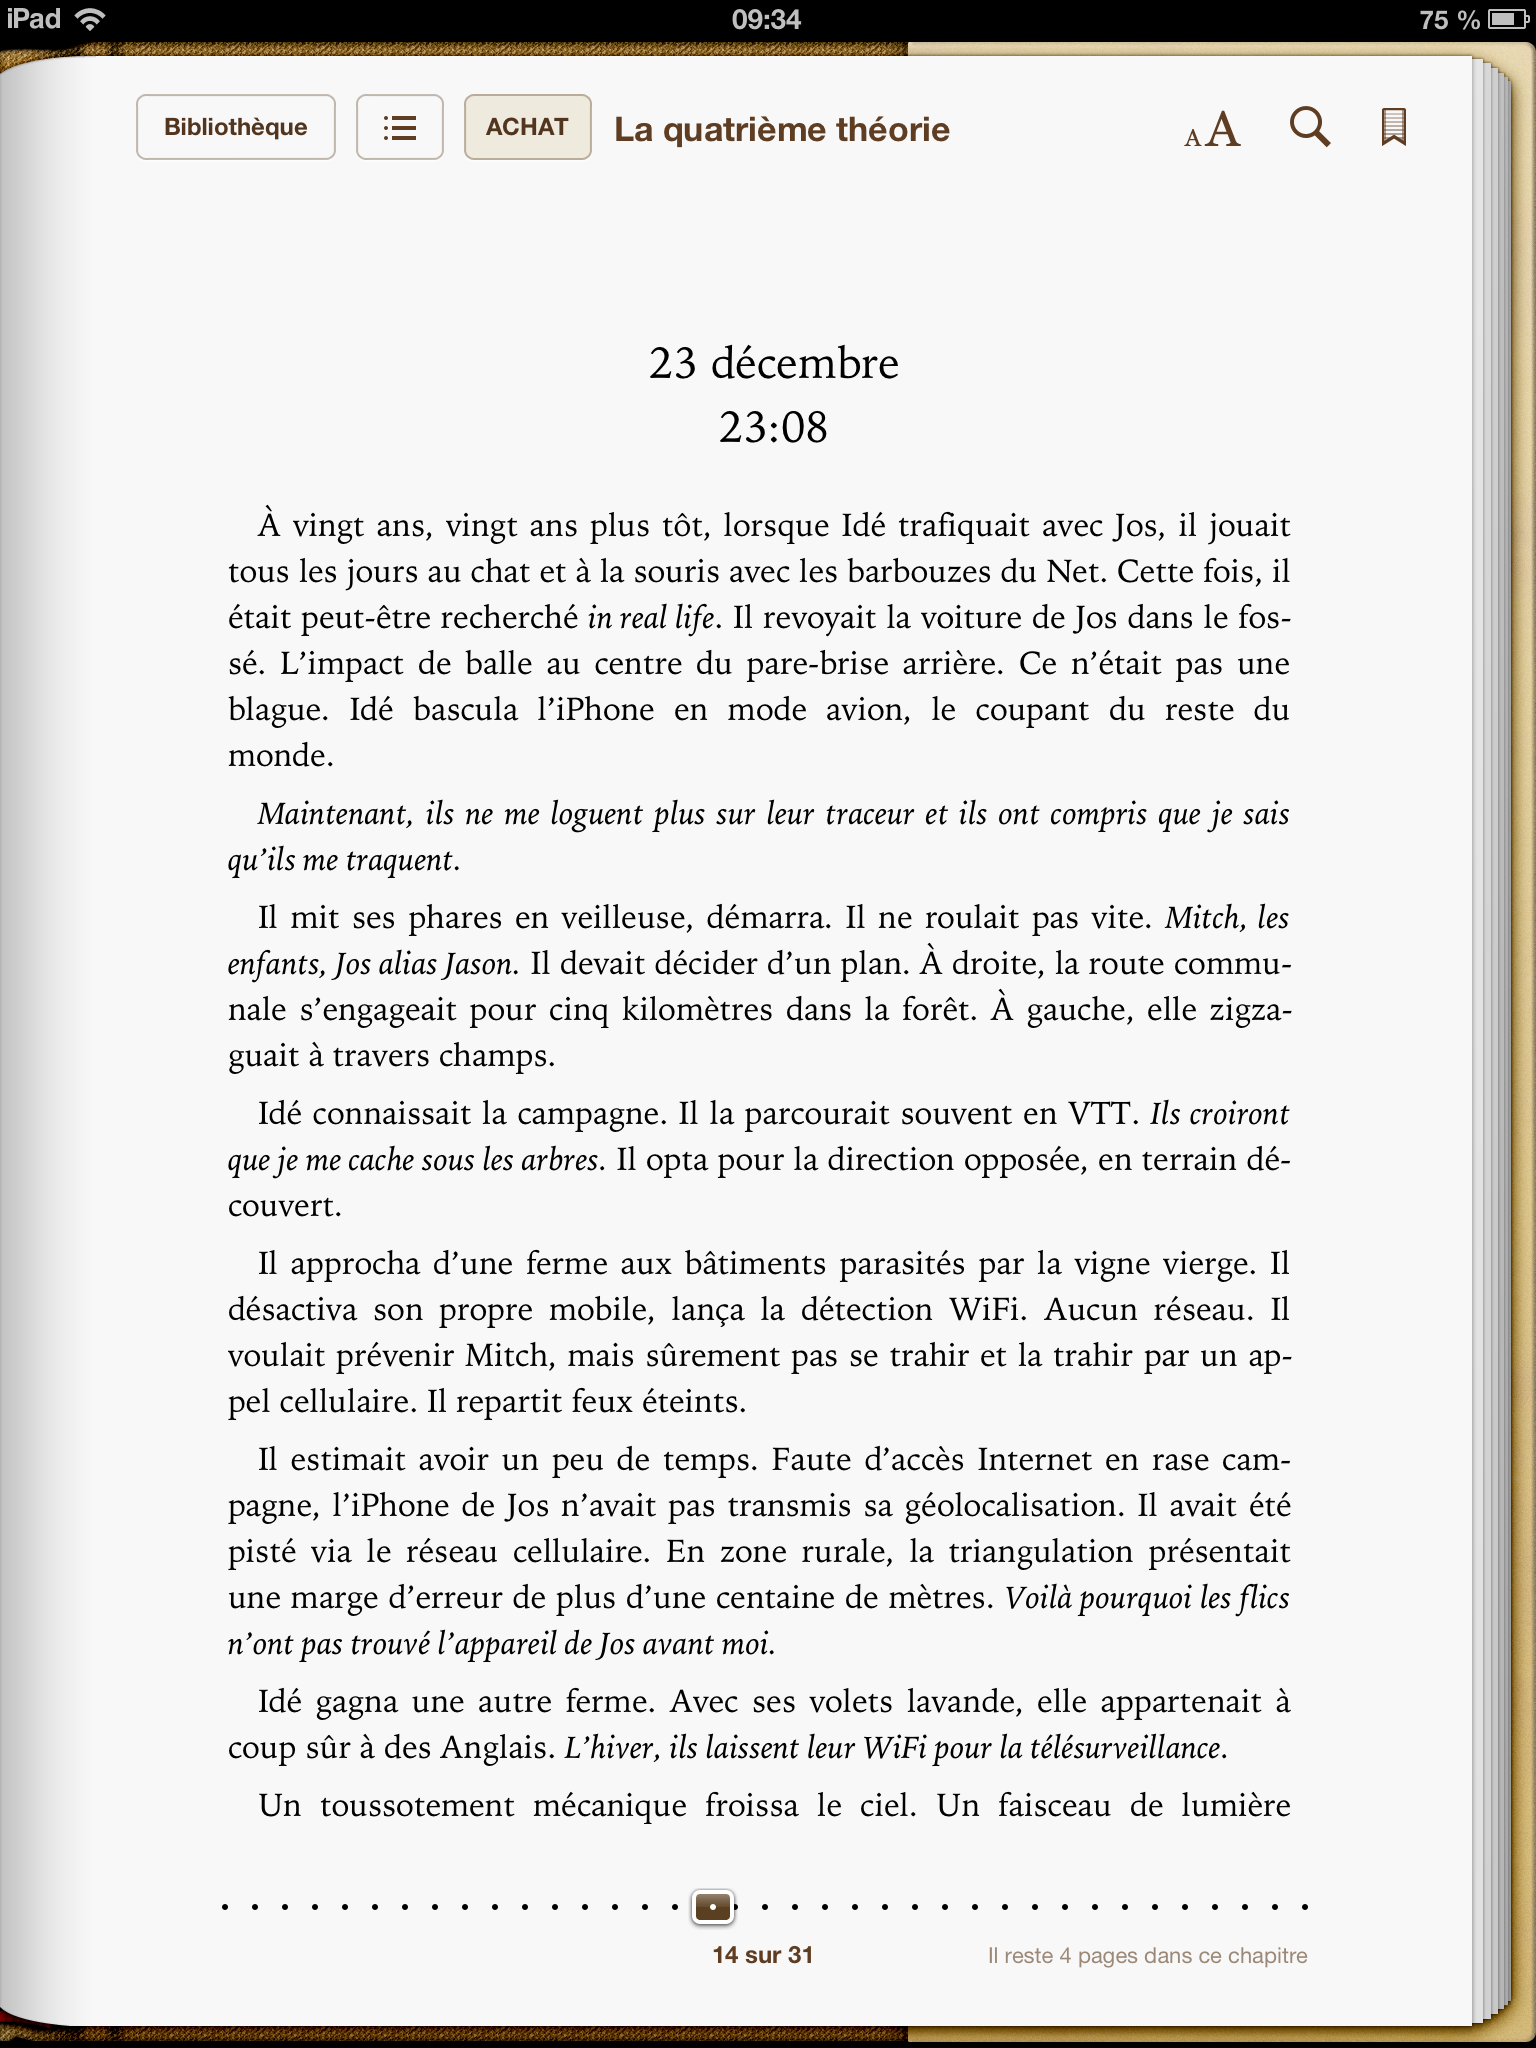 iPad 09:34 75 %
Bibliothèque ACHAT La quatrième théorie AA
23 décembre
23:08
À vingt ans, vingt ans plus tôt, lorsque Idé trafiquait avec Jos, il jouait
tous les jours au chat et à la souris avec les barbouzes du Net. Cette fois, il
était peut-être recherché in real life. Il revoyait la voiture de Jos dans le fos-
sé. L’impact de balle au centre du pare-brise arrière. Ce n’était pas une
blague. Idé bascula l’iPhone en mode avion, le coupant du reste du
monde.
Maintenant, ils ne me loguent plus sur leur traceur et ils ont compris que je sais
qu’ils me traquent.
Il mit ses phares en veilleuse, démarra. Il ne roulait pas vite. Mitch, les
enfants, Jos alias Jason. Il devait décider d’un plan. À droite, la route commu-
nale s’engageait pour cinq kilomètres dans la forêt. À gauche, elle zigza-
guait à travers champs.
Idé connaissait la campagne. Il la parcourait souvent en VTT. Ils croiront
que je me cache sous les arbres. Il opta pour la direction opposée, en terrain dé-
couvert.
Il approcha d’une ferme aux bâtiments parasités par la vigne vierge. Il
désactiva son propre mobile, lança la détection WiFi. Aucun réseau. Il
voulait prévenir Mitch, mais sûrement pas se trahir et la trahir par un ap-
pel cellulaire. Il repartit feux éteints.
Il estimait avoir un peu de temps. Faute d’accès Internet en rase cam-
pagne, l’iPhone de Jos n’avait pas transmis sa géolocalisation. Il avait été
pisté via le réseau cellulaire. En zone rurale, la triangulation présentait
une marge d’erreur de plus d’une centaine de mètres. Voilà pourquoi les flics
n’ont pas trouvé l’appareil de Jos avant moi.
Idé gagna une autre ferme. Avec ses volets lavande, elle appartenait à
coup sûr à des Anglais. L’hiver, ils laissent leur WiFi pour la télésurveillance.
Un toussotement mécanique froissa le ciel. Un faisceau de lumière
14 sur 31 Il reste 4 pages dans ce chapitre